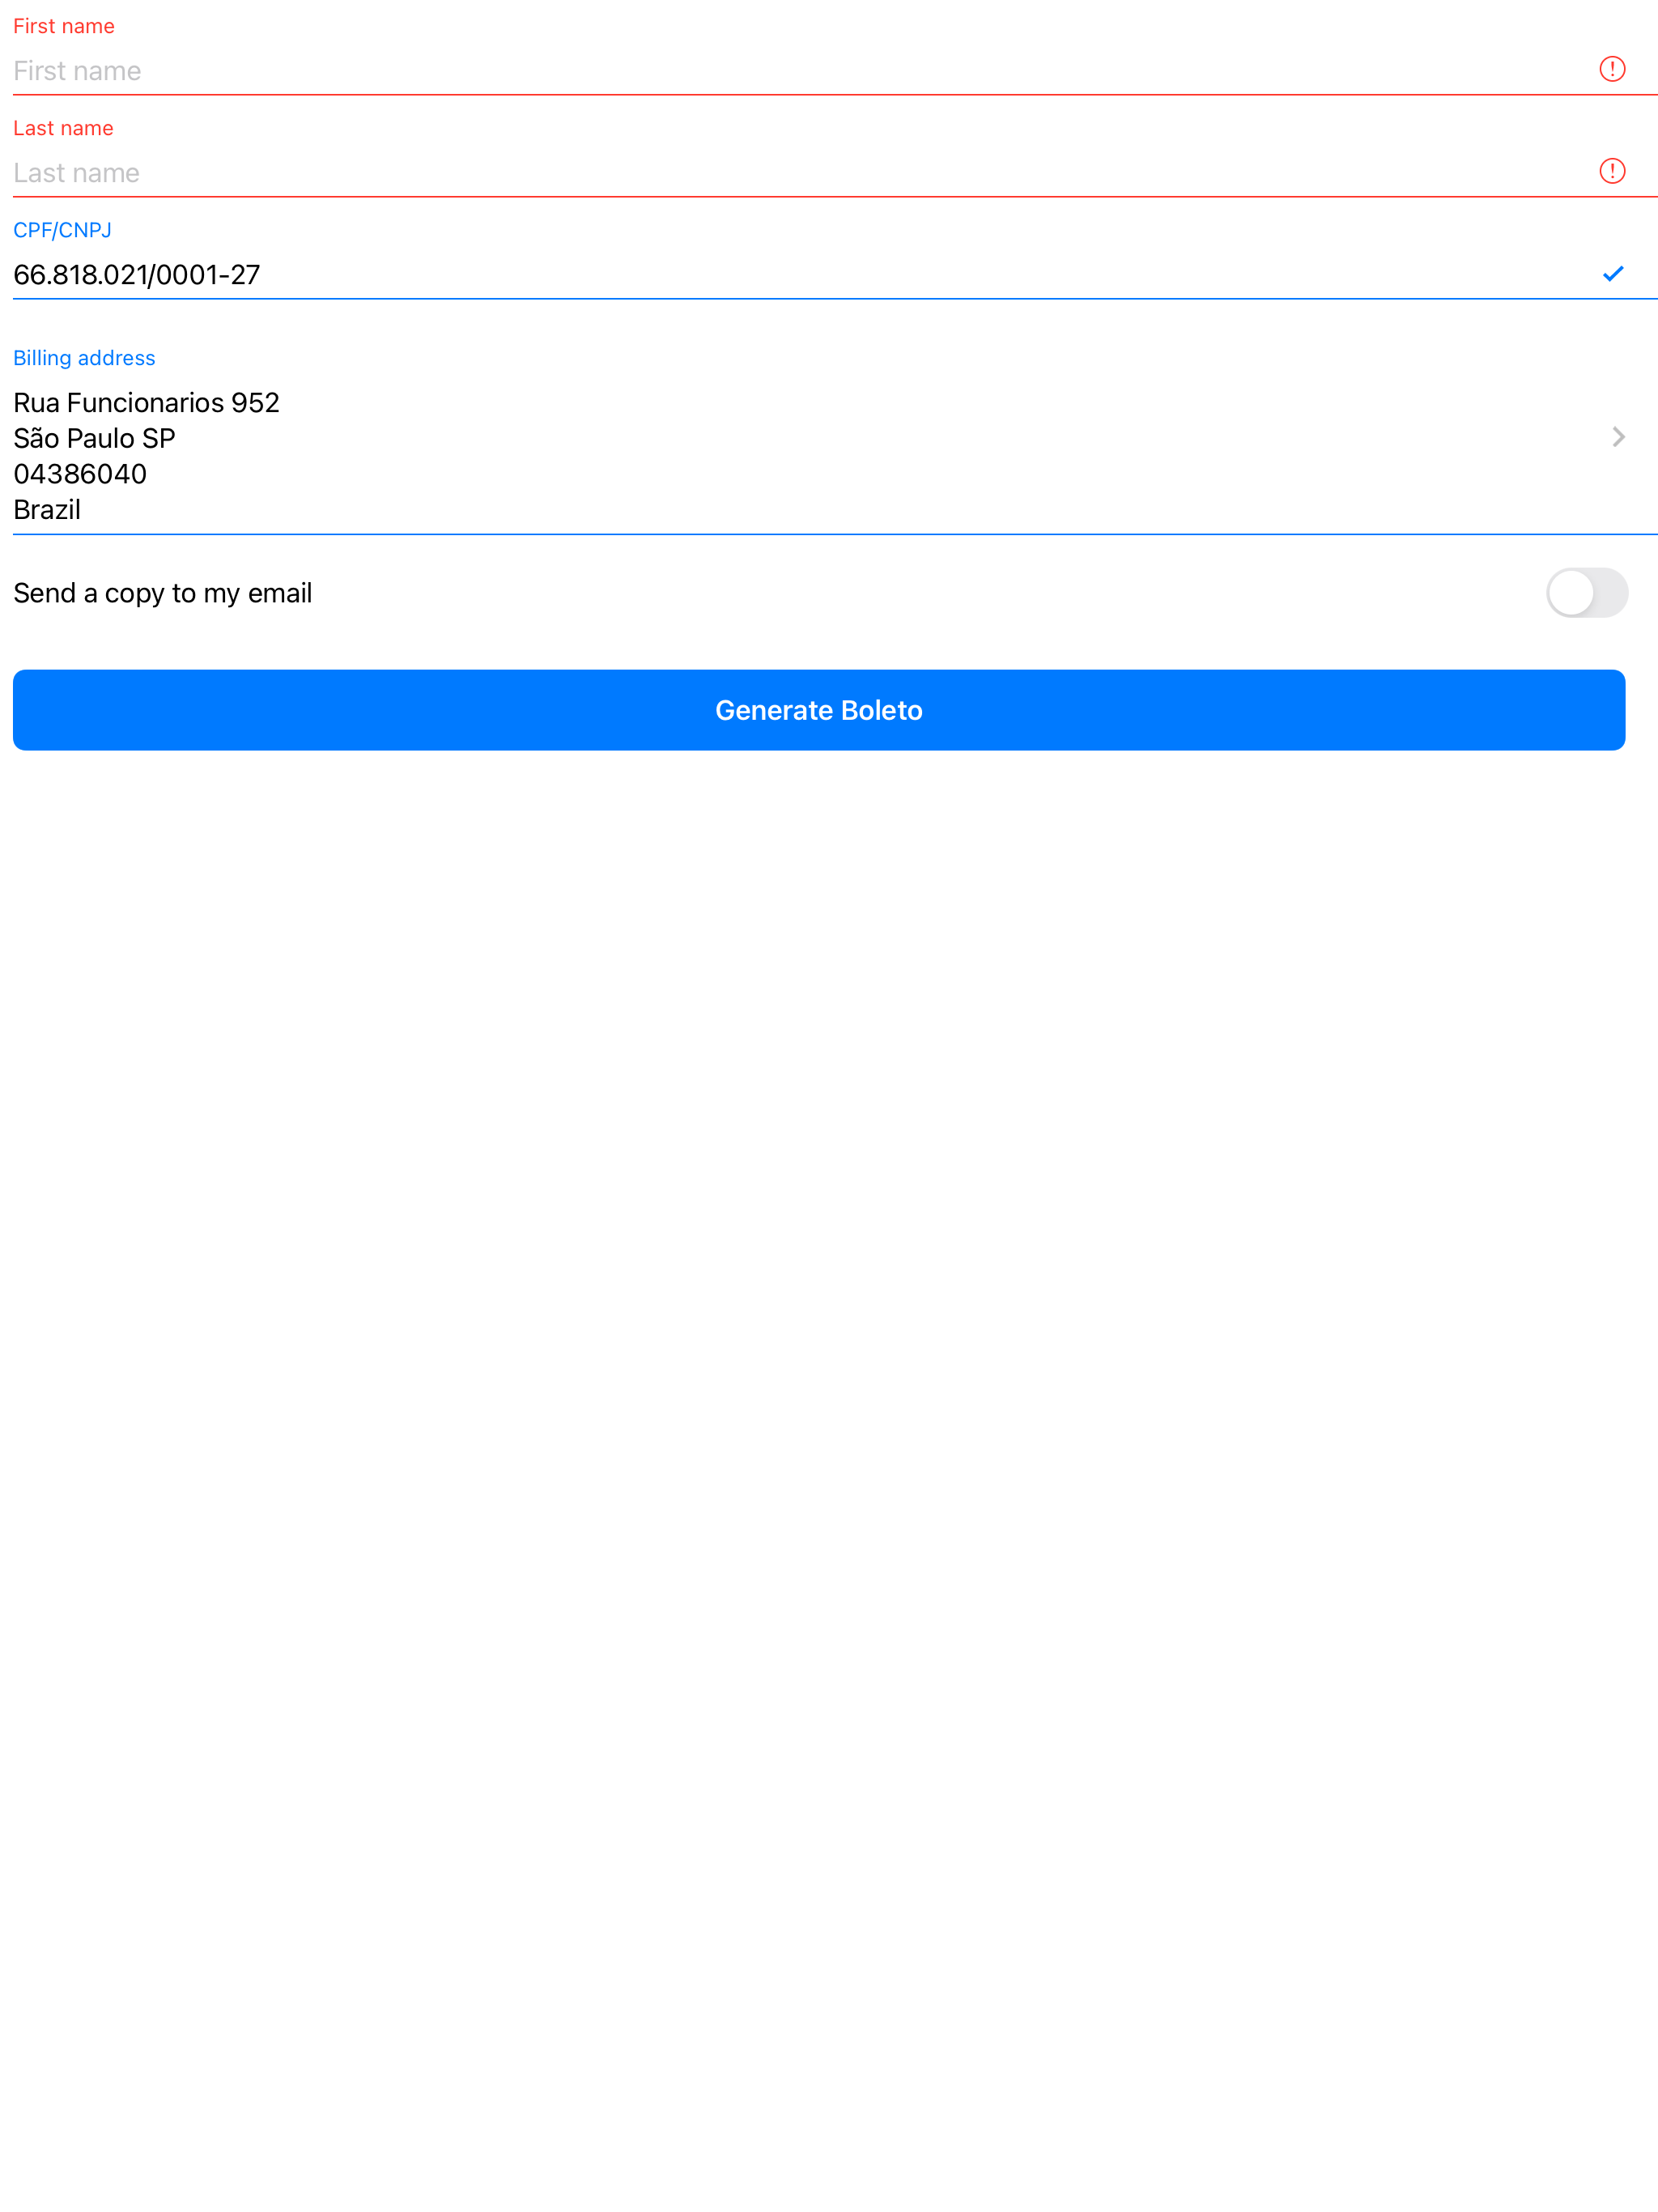 First name
First name
Last name
Last name
CPF/CNPJ
66.818.021/0001-27
Billing address
Rua Funcionarios 952
São Paulo SP
04386040
Brazil
Send a copy to my email
Generate Boleto